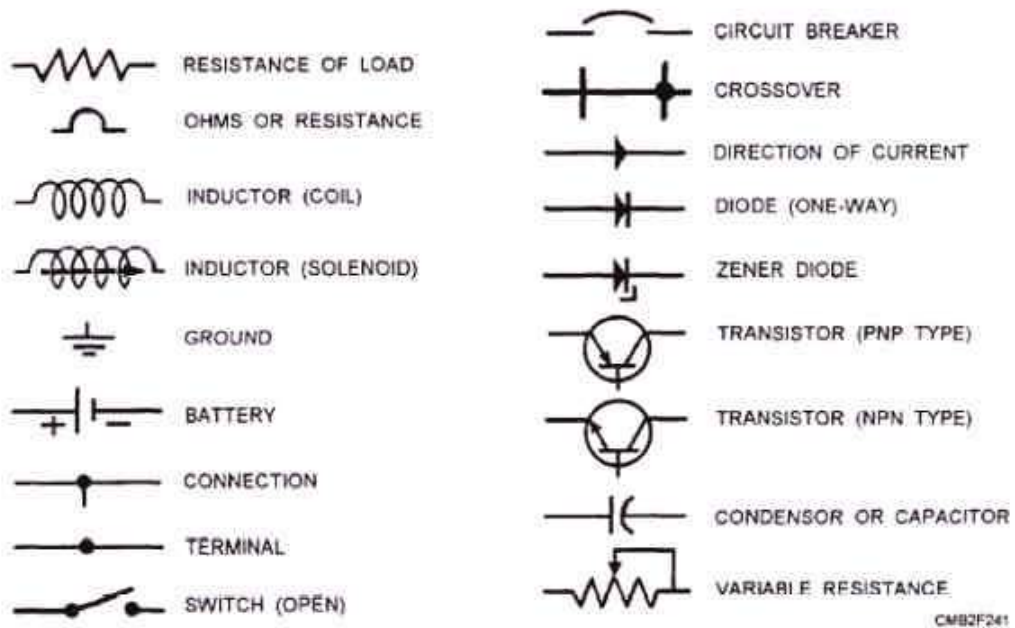 RESISTANCE OF LOAD
OHMS OR RESISTANCE
INDUCTOR (COIL)
INDUCTOR (SOLENOID)
GROUND
+ − BATTERY
CONNECTION
TERMINAL
SWITCH (OPEN)
CIRCUIT BREAKER
CROSSOVER
DIRECTION OF CURRENT
DIODE (ONE-WAY)
ZENER DIODE
TRANSISTOR (PNP TYPE)
TRANSISTOR (NPN TYPE)
CONDENSOR OR CAPACITOR
VARIABLE RESISTANCE
CMB2F241